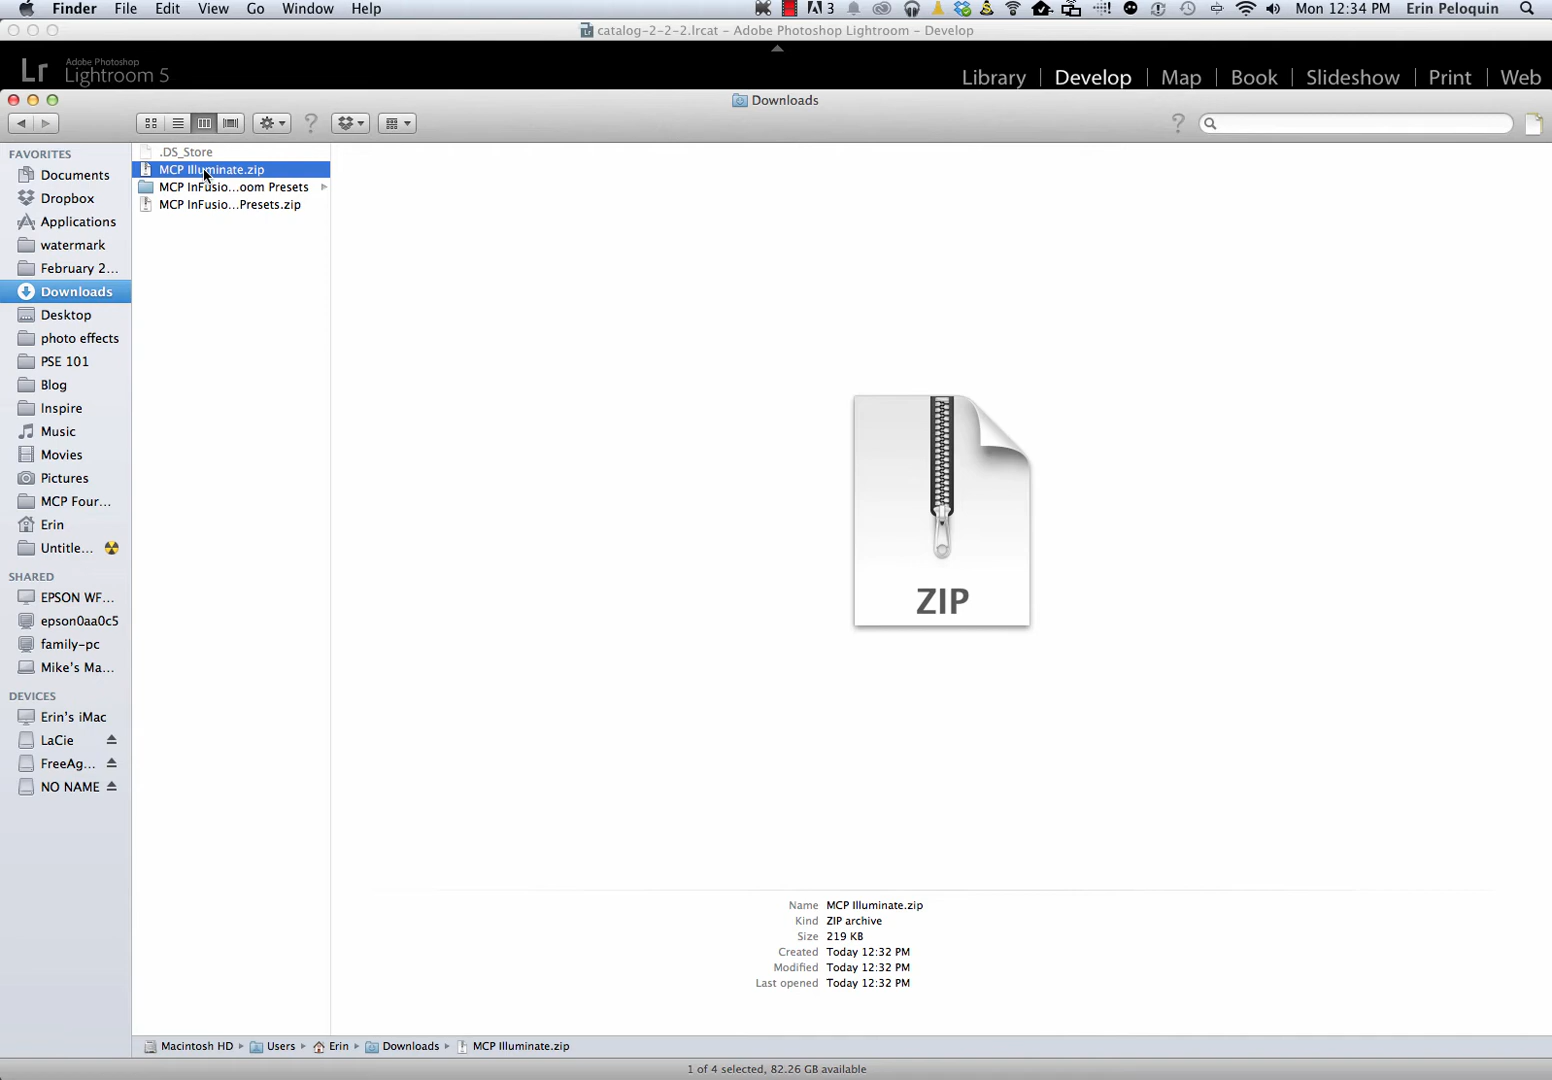 Finder File Edit View Go Window Help 3 Mon 12:34 PM Erin Peloquin
catalog-2-2-2.lrcat – Adobe Photoshop Lightroom – Develop
Lr Adobe Photoshop
Lightroom 5
Library | Develop | Map | Book | Slideshow | Print | Web
Downloads
FAVORITES
Documents
Dropbox
Applications
watermark
February 2...
Downloads
Desktop
photo effects
PSE 101
Blog
Inspire
Music
Movies
Pictures
MCP Four...
Erin
Untitle...
SHARED
EPSON WF...
epson0aa0c5
family-pc
Mike's Ma...
DEVICES
Erin's iMac
LaCie
FreeAg...
NO NAME
.DS_Store
MCP Illuminate.zip
MCP InFusio...oom Presets
MCP InFusio...Presets.zip
ZIP
Name MCP Illuminate.zip
Kind ZIP archive
Size 219 KB
Created Today 12:32 PM
Modified Today 12:32 PM
Last opened Today 12:32 PM
Macintosh HD Users Erin Downloads MCP Illuminate.zip
1 of 4 selected, 82.26 GB available